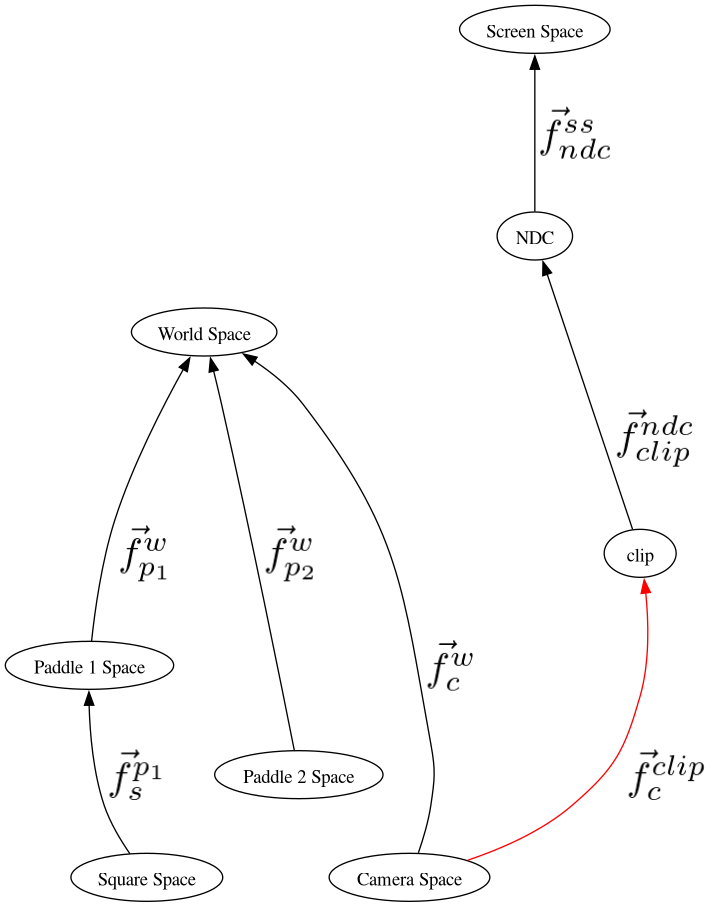 Screen Space
$\vec{f}_{ndc}^{ss}$
NDC
World Space
$\vec{f}_{clip}^{ndc}$
clip
$\vec{f}_{p_1}^{w}$
$\vec{f}_{p_2}^{w}$
Paddle 1 Space
$\vec{f}_{c}^{w}$
Paddle 2 Space
$\vec{f}_{s}^{p_1}$
$\vec{f}_{c}^{clip}$
Square Space
Camera Space